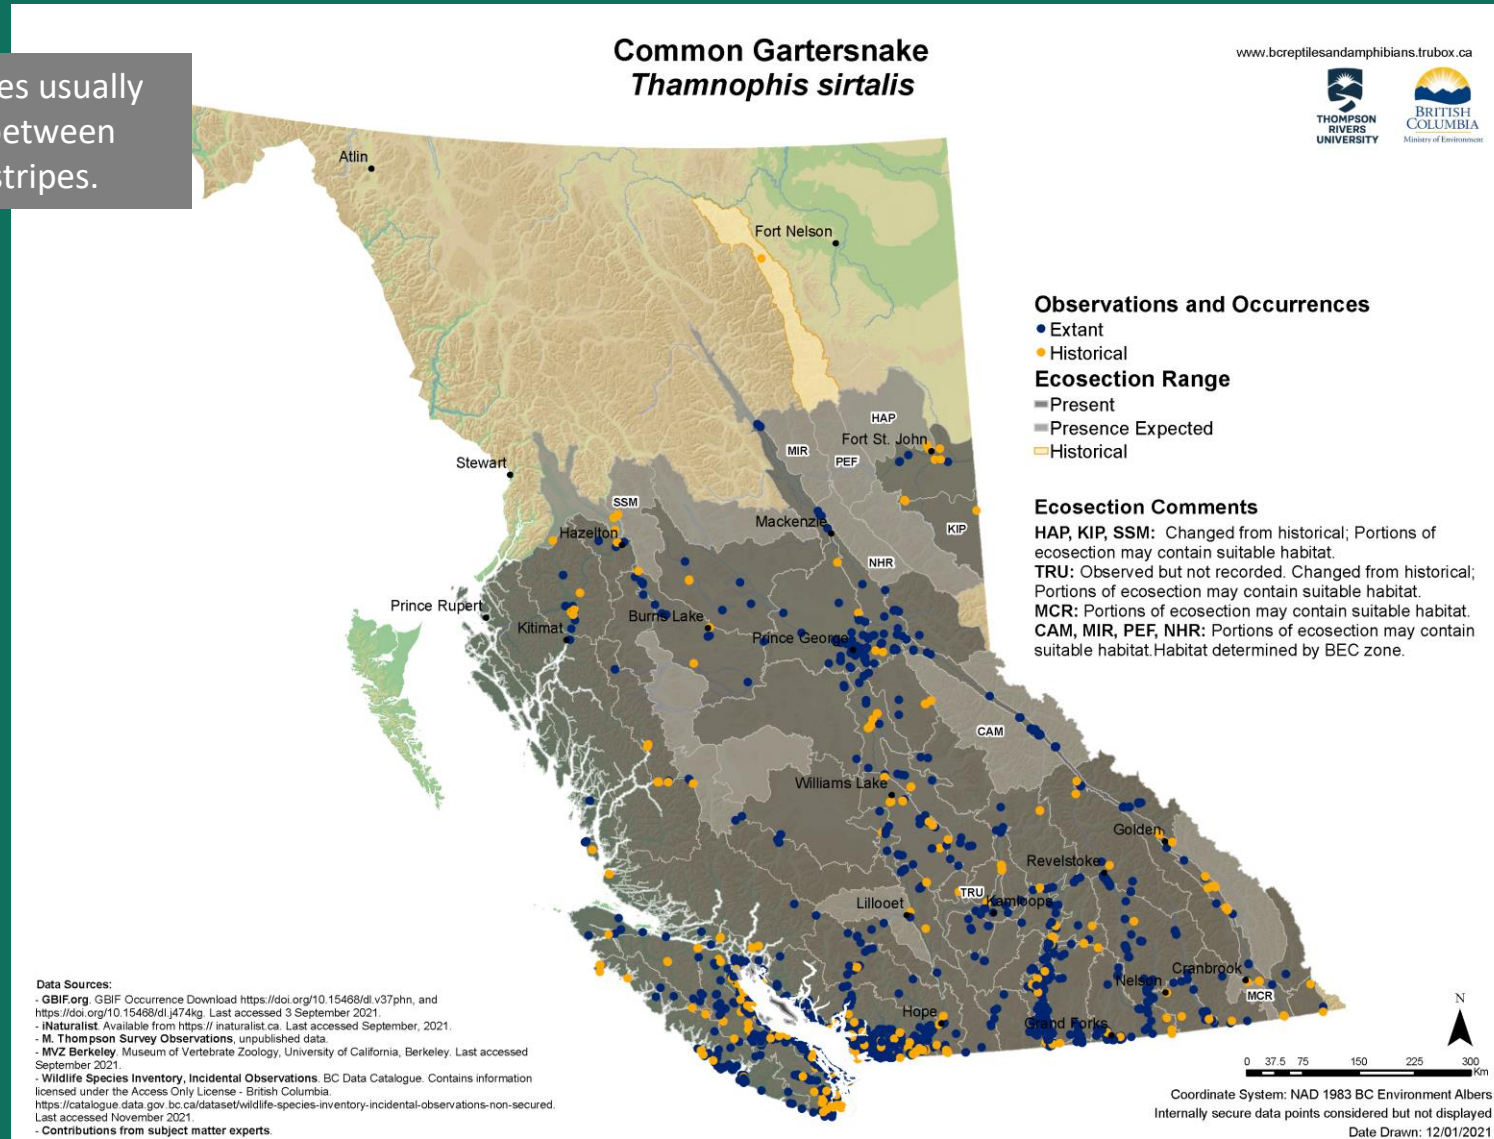 es usually
between
stripes.
Common Gartersnake
Thamnophis sirtalis
www.bcreptilesandamphibians.trubox.ca
THOMPSON
RIVERS
UNIVERSITY
BRITISH
COLUMBIA
Ministry of Environment
Atlin
Fort Nelson
Observations and Occurrences
Extant
Historical
Ecosection Range
Present
Presence Expected
Historical
HAP
Fort St. John
MIR
PEF
Stewart
SSM
Mackenzie
KIP
Hazelton
NHR
Ecosection Comments
HAP, KIP, SSM: Changed from historical; Portions of
ecosection may contain suitable habitat.
TRU: Observed but not recorded. Changed from historical;
Portions of ecosection may contain suitable habitat.
MCR: Portions of ecosection may contain suitable habitat.
CAM, MIR, PEF, NHR: Portions of ecosection may contain
suitable habitat.Habitat determined by BEC zone.
Prince Rupert
Kitimat
Burns Lake
Prince George
CAM
Williams Lake
Golden
Revelstoke
TRU
Lillooet
Kamloops
Cranbrook
Nelson
MCR
Hope
Grand Forks
Data Sources:
- GBIF.org. GBIF Occurrence Download https://doi.org/10.15468/dl.v37phn, and
https://doi.org/10.15468/dl.j474kg. Last accessed 3 September 2021.
- iNaturalist. Available from https:// inaturalist.ca. Last accessed September, 2021.
- M. Thompson Survey Observations, unpublished data.
- MVZ Berkeley. Museum of Vertebrate Zoology, University of California, Berkeley. Last accessed
September 2021.
- Wildlife Species Inventory, Incidental Observations. BC Data Catalogue. Contains information
licensed under the Access Only License - British Columbia.
https://catalogue.data.gov.bc.ca/dataset/wildlife-species-inventory-incidental-observations-non-secured.
Last accessed November 2021.
- Contributions from subject matter experts.
N
0 37.5 75 150 225 300
Km
Coordinate System: NAD 1983 BC Environment Albers
Internally secure data points considered but not displayed
Date Drawn: 12/01/2021